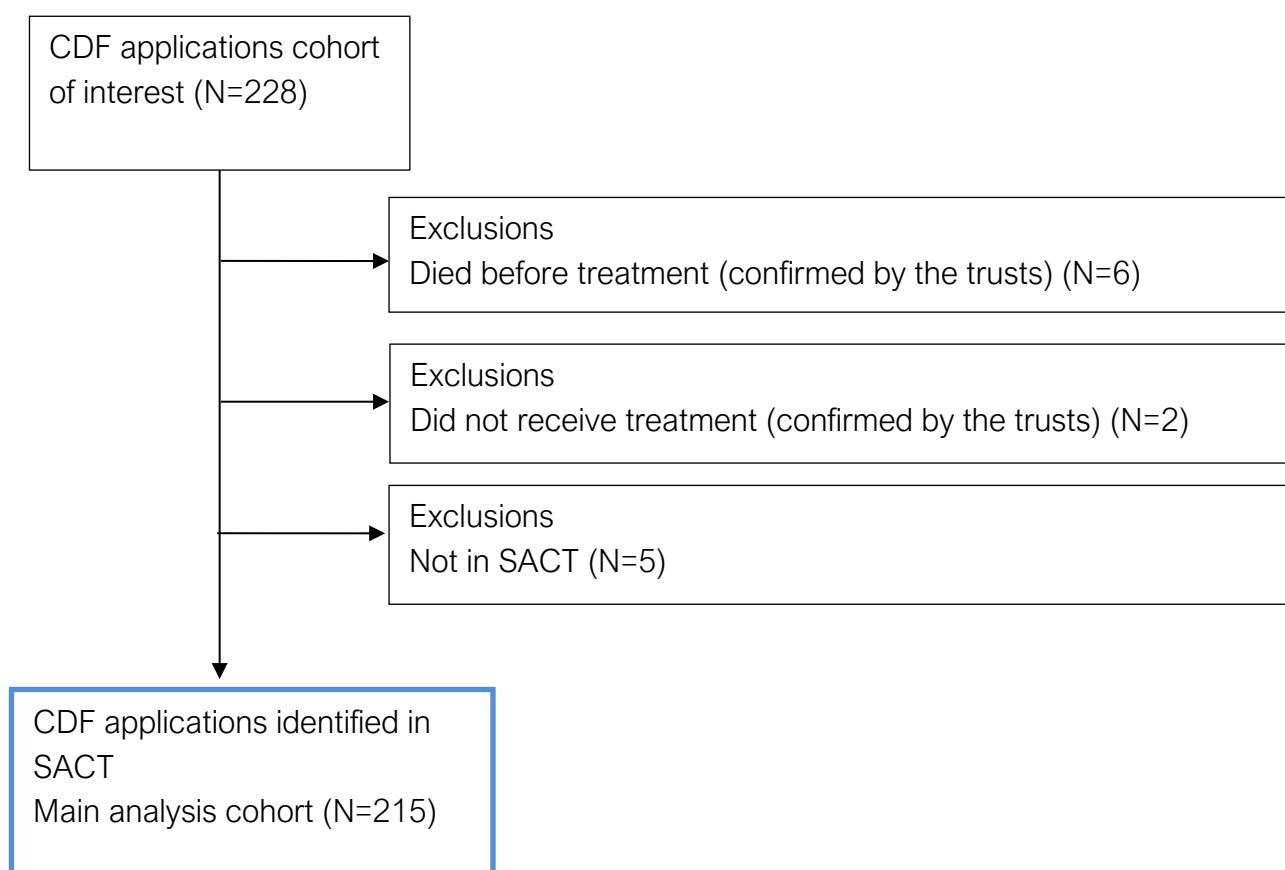 CDF applications cohort
of interest (N=228)
Exclusions
Died before treatment (confirmed by the trusts) (N=6)
Exclusions
Did not receive treatment (confirmed by the trusts) (N=2)
Exclusions
Not in SACT (N=5)
CDF applications identified in
SACT
Main analysis cohort (N=215)